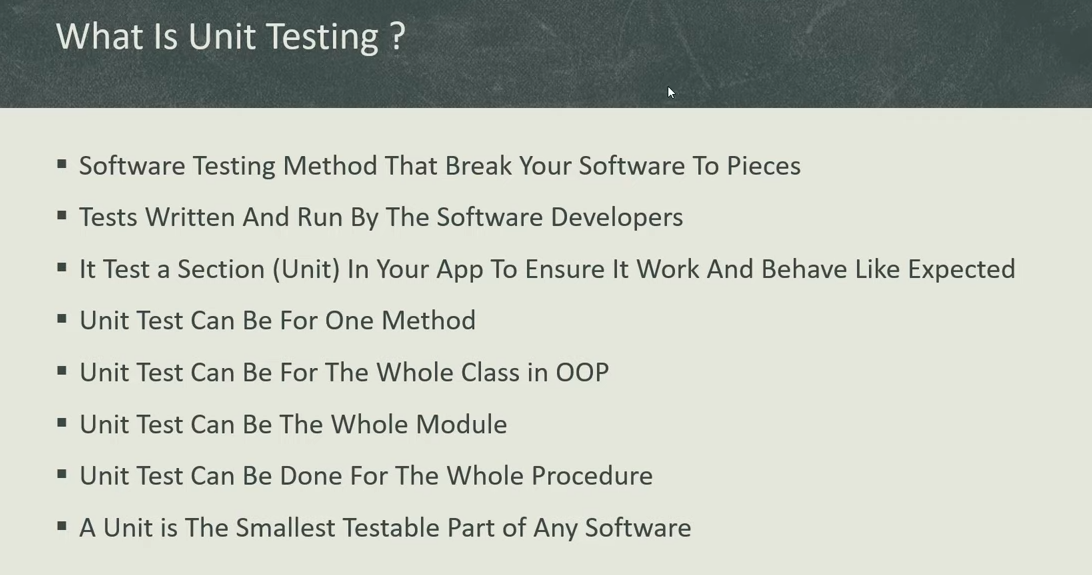 What Is Unit Testing ?
▪ Software Testing Method That Break Your Software To Pieces
▪ Tests Written And Run By The Software Developers
▪ It Test a Section (Unit) In Your App To Ensure It Work And Behave Like Expected
▪ Unit Test Can Be For One Method
▪ Unit Test Can Be For The Whole Class in OOP
▪ Unit Test Can Be The Whole Module
▪ Unit Test Can Be Done For The Whole Procedure
▪ A Unit is The Smallest Testable Part of Any Software